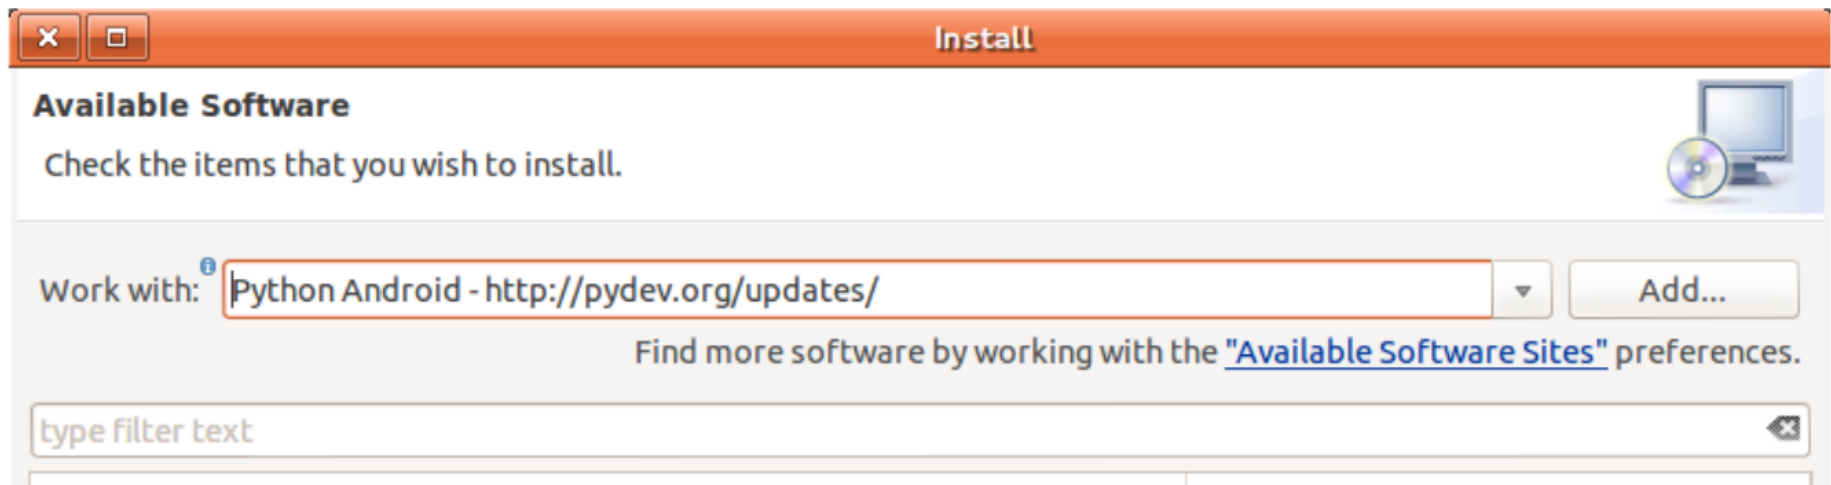 Install
Available Software
Check the items that you wish to install.
Work with: Python Android - http://pydev.org/updates/ Add...
Find more software by working with the "Available Software Sites" preferences.
type filter text